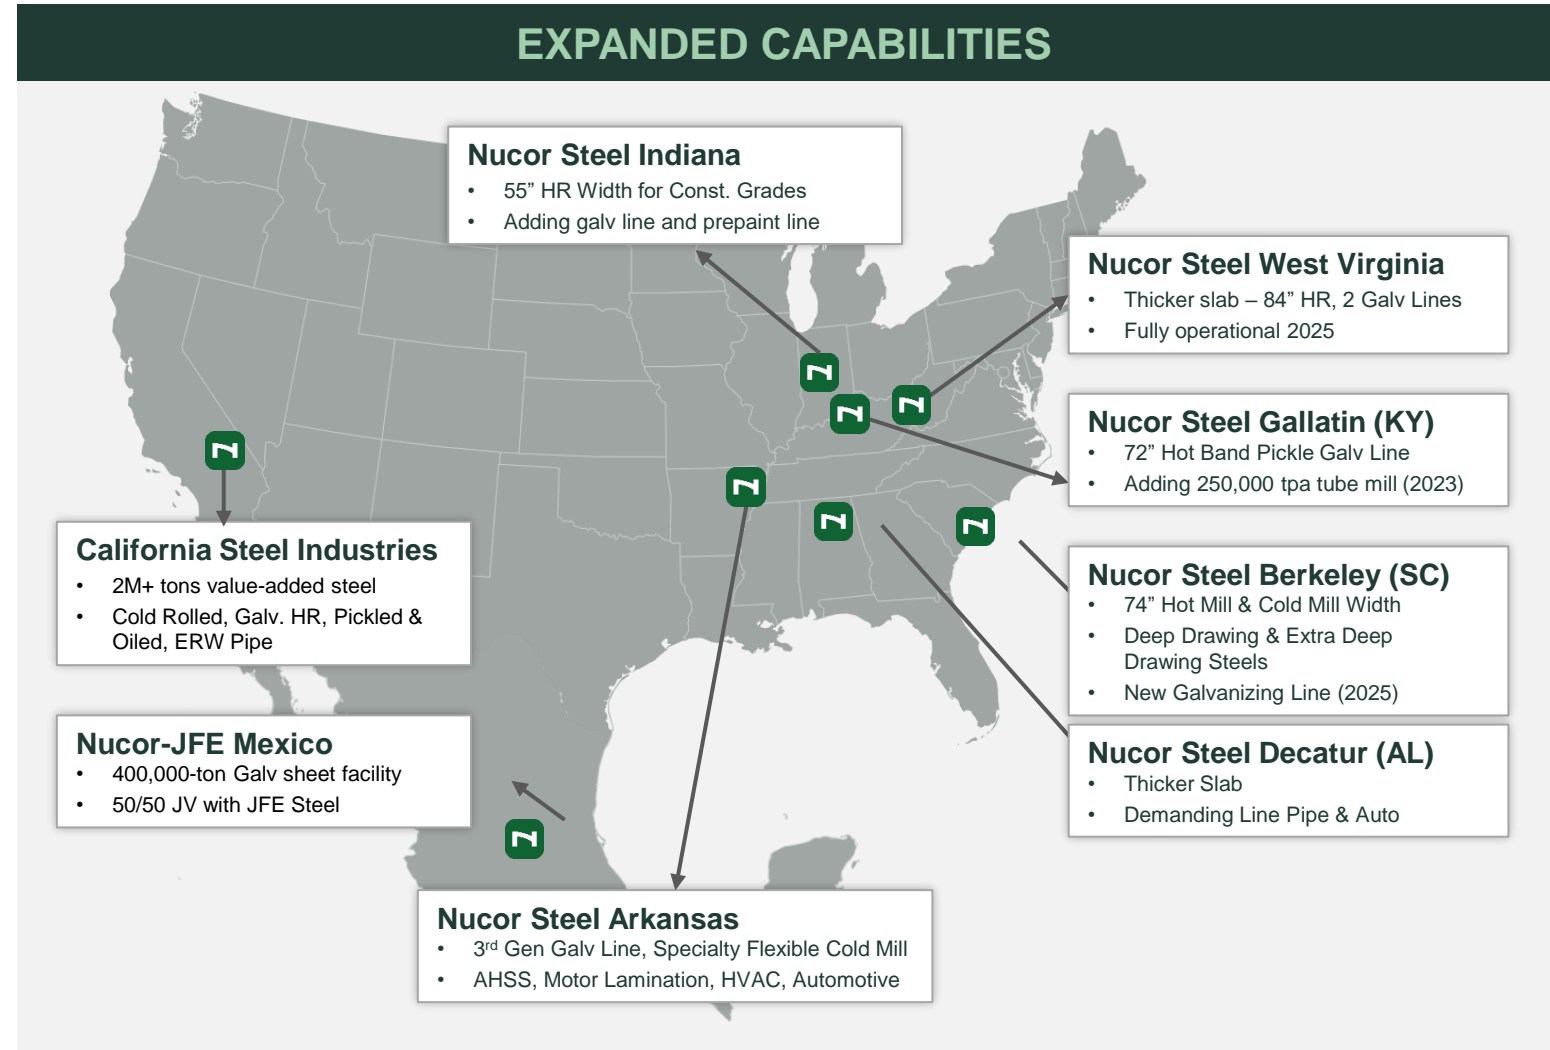 EXPANDED CAPABILITIES
Nucor Steel Indiana
• 55” HR Width for Const. Grades
• Adding galv line and prepaint line
Nucor Steel West Virginia
• Thicker slab – 84” HR, 2 Galv Lines
• Fully operational 2025
Nucor Steel Gallatin (KY)
• 72” Hot Band Pickle Galv Line
• Adding 250,000 tpa tube mill (2023)
California Steel Industries
• 2M+ tons value-added steel
• Cold Rolled, Galv. HR, Pickled &
Oiled, ERW Pipe
Nucor Steel Berkeley (SC)
• 74” Hot Mill & Cold Mill Width
• Deep Drawing & Extra Deep
Drawing Steels
• New Galvanizing Line (2025)
Nucor-JFE Mexico
• 400,000-ton Galv sheet facility
• 50/50 JV with JFE Steel
Nucor Steel Decatur (AL)
• Thicker Slab
• Demanding Line Pipe & Auto
Nucor Steel Arkansas
• 3rd Gen Galv Line, Specialty Flexible Cold Mill
• AHSS, Motor Lamination, HVAC, Automotive